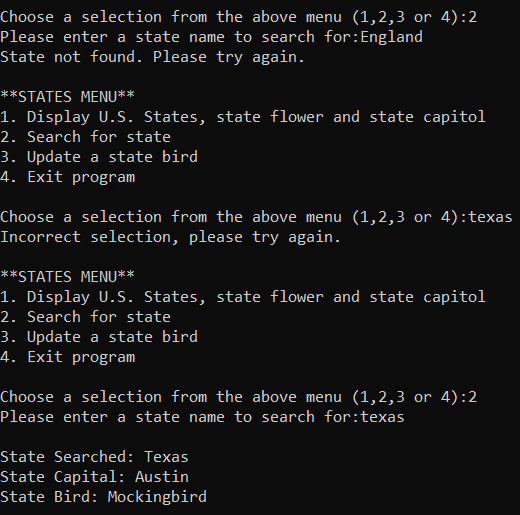 Choose a selection from the above menu (1,2,3 or 4):2
Please enter a state name to search for:England
State not found. Please try again.
**STATES MENU**
1. Display U.S. States, state flower and state capitol
2. Search for state
3. Update a state bird
4. Exit program
Choose a selection from the above menu (1,2,3 or 4):texas
Incorrect selection, please try again.
**STATES MENU**
1. Display U.S. States, state flower and state capitol
2. Search for state
3. Update a state bird
4. Exit program
Choose a selection from the above menu (1,2,3 or 4):2
Please enter a state name to search for:texas
State Searched: Texas
State Capital: Austin
State Bird: Mockingbird